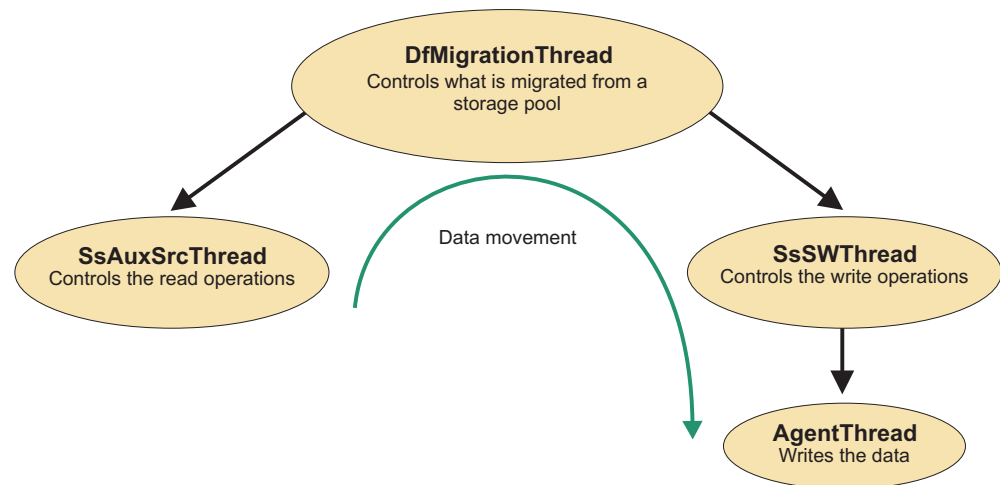 DfMigrationThread
Controls what is migrated from a
storage pool
Data movement
SsAuxSrcThread
Controls the read operations
SsSWThread
Controls the write operations
AgentThread
Writes the data